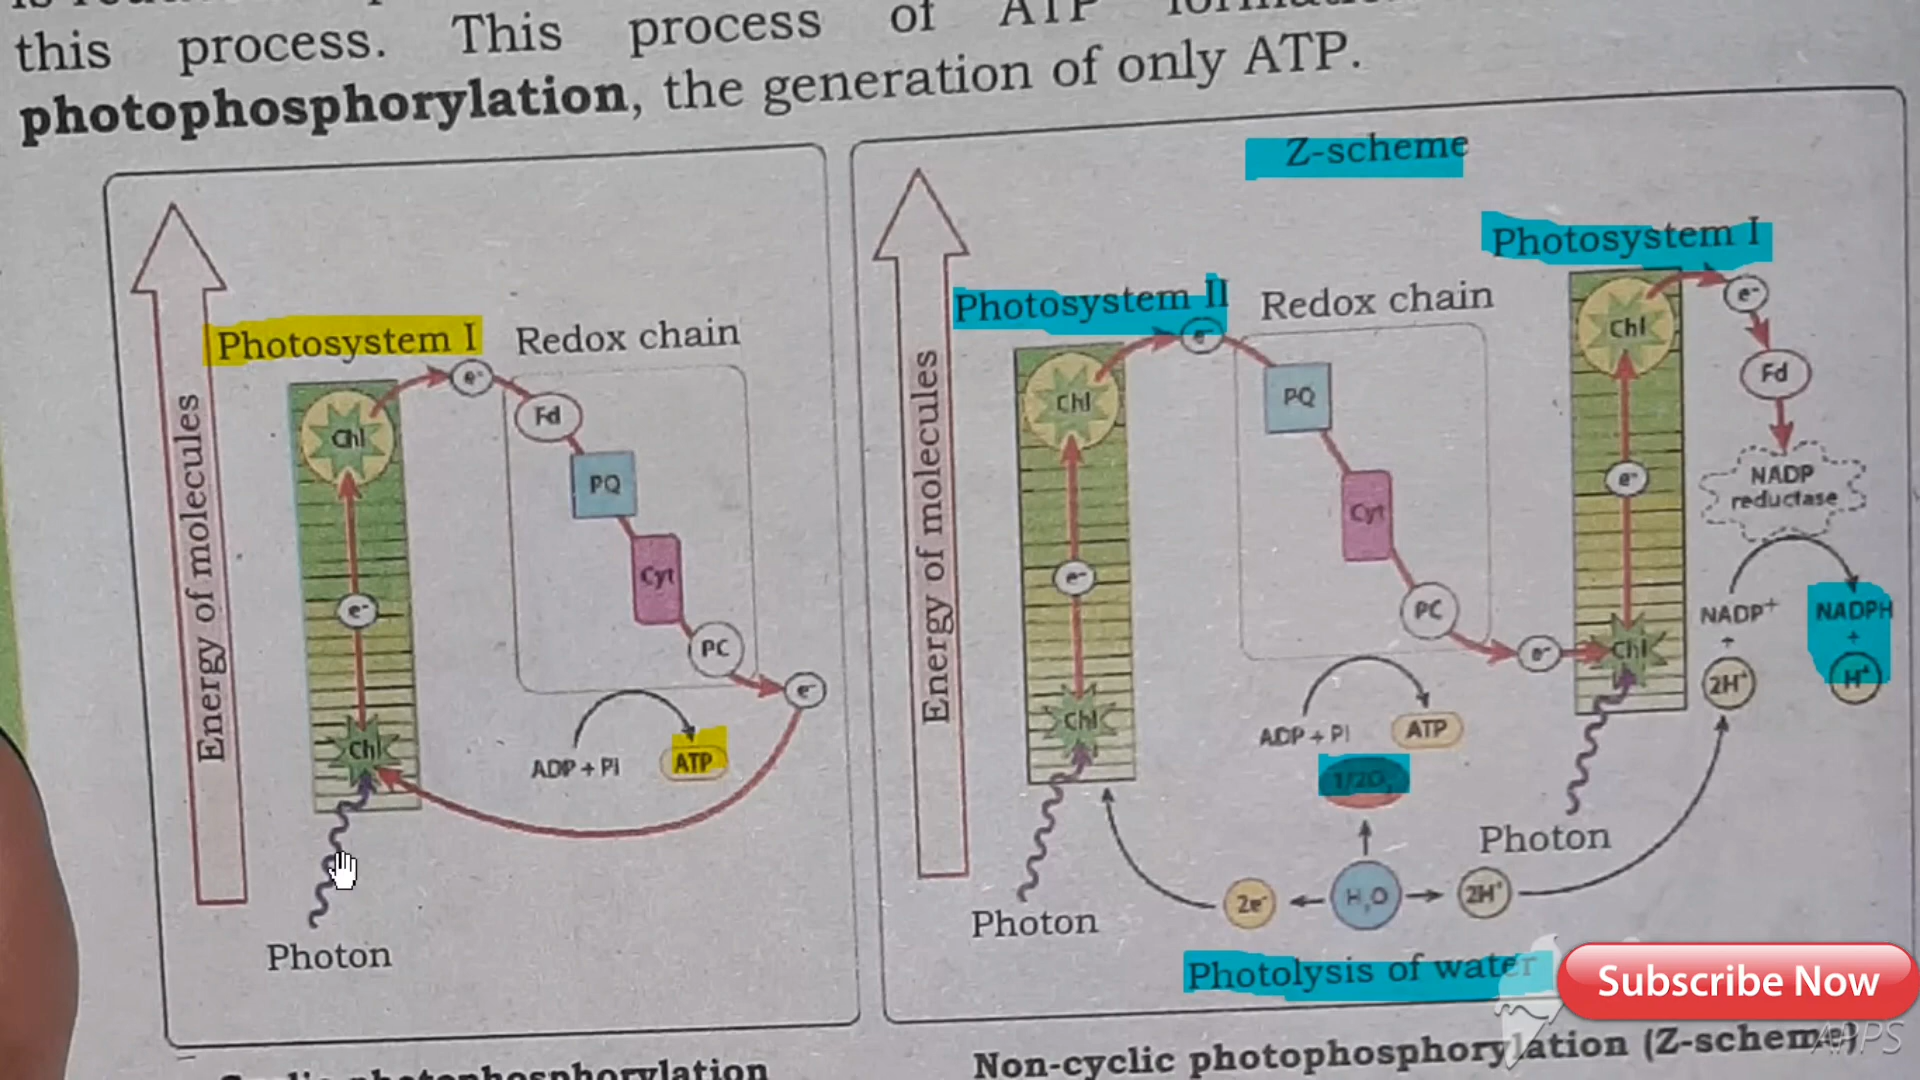 this process. This process of ATP
photophosphorylation, the generation of only ATP.
Energy of molecules
Photosystem I
Redox chain
Chl
e⁻
Fd
PQ
Cyt
PC
e⁻
e⁻
Chl
ADP + Pi
ATP
Photon
photophosphorylation
Z-scheme
Energy of molecules
Photosystem II
Redox chain
Photosystem I
Chl
e⁻
PQ
Cyt
PC
e⁻
e⁻
Chl
ADP + Pi
ATP
1/2O₂
Chl
e⁻
Fd
NADP
reductase
e⁻
Chl
NADP⁺
+
2H⁺
NADPH
+
H⁺
Photon
Photon
2e⁻
H₂O
2H⁺
Photolysis of water
Subscribe Now
APPS
Non-cyclic photophosphorylation (Z-scheme)